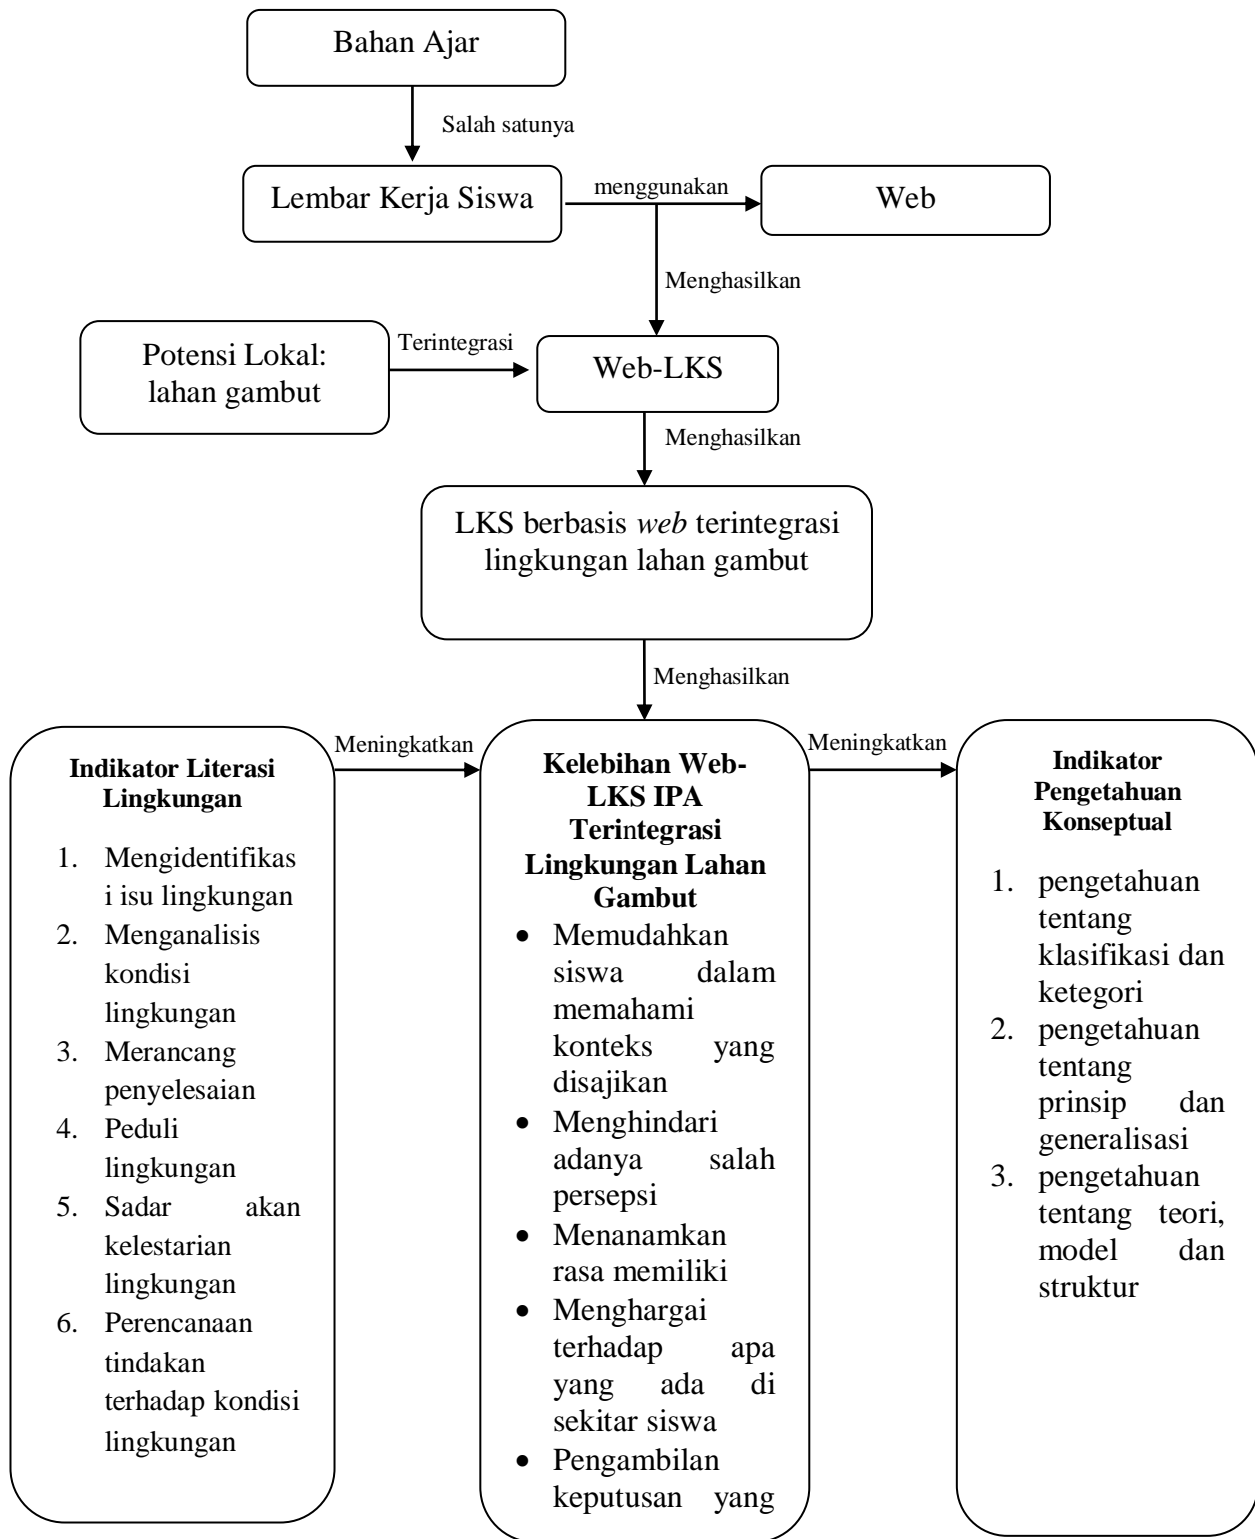 Bahan Ajar
Salah satunya
Lembar Kerja Siswa
menggunakan
Web
Menghasilkan
Potensi Lokal:
lahan gambut
Terintegrasi
Web-LKS
Menghasilkan
LKS berbasis web terintegrasi
lingkungan lahan gambut
Menghasilkan
Indikator Literasi
Lingkungan
1. Mengidentifikas
i isu lingkungan
2. Menganalisis
kondisi
lingkungan
3. Merancang
penyelesaian
4. Peduli
lingkungan
5. Sadar akan
kelestarian
lingkungan
6. Perencanaan
tindakan
terhadap kondisi
lingkungan
Meningkatkan
Kelebihan Web-
LKS IPA
Terintegrasi
Lingkungan Lahan
Gambut
• Memudahkan
siswa dalam
memahami
konteks yang
disajikan
• Menghindari
adanya salah
persepsi
• Menanamkan
rasa memiliki
• Menghargai
terhadap apa
yang ada di
sekitar siswa
• Pengambilan
keputusan yang
Meningkatkan
Indikator
Pengetahuan
Konseptual
1. pengetahuan
tentang
klasifikasi dan
ketegori
2. pengetahuan
tentang
prinsip dan
generalisasi
3. pengetahuan
tentang teori,
model dan
struktur